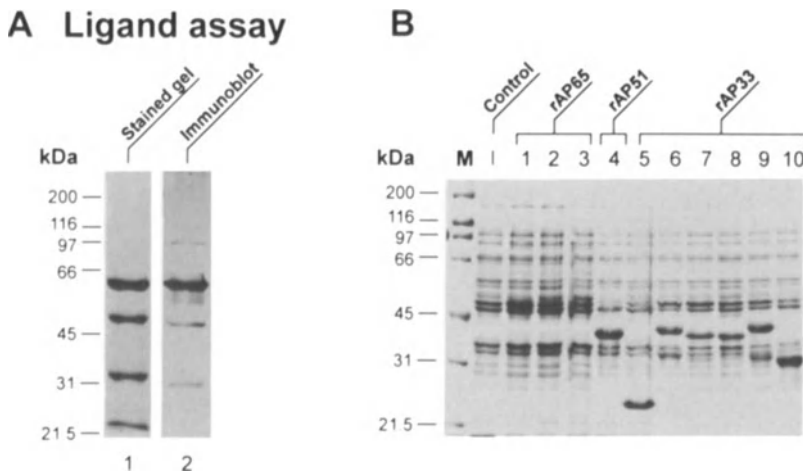 A Ligand assay
Stained gel
Immunoblot
kDa
200
116
97
66
45
31
21.5
1 2
B
Control
rAP65
rAP51
rAP33
kDa M 1 2 3 4 5 6 7 8 9 10
200
116
97
66
45
31
21.5